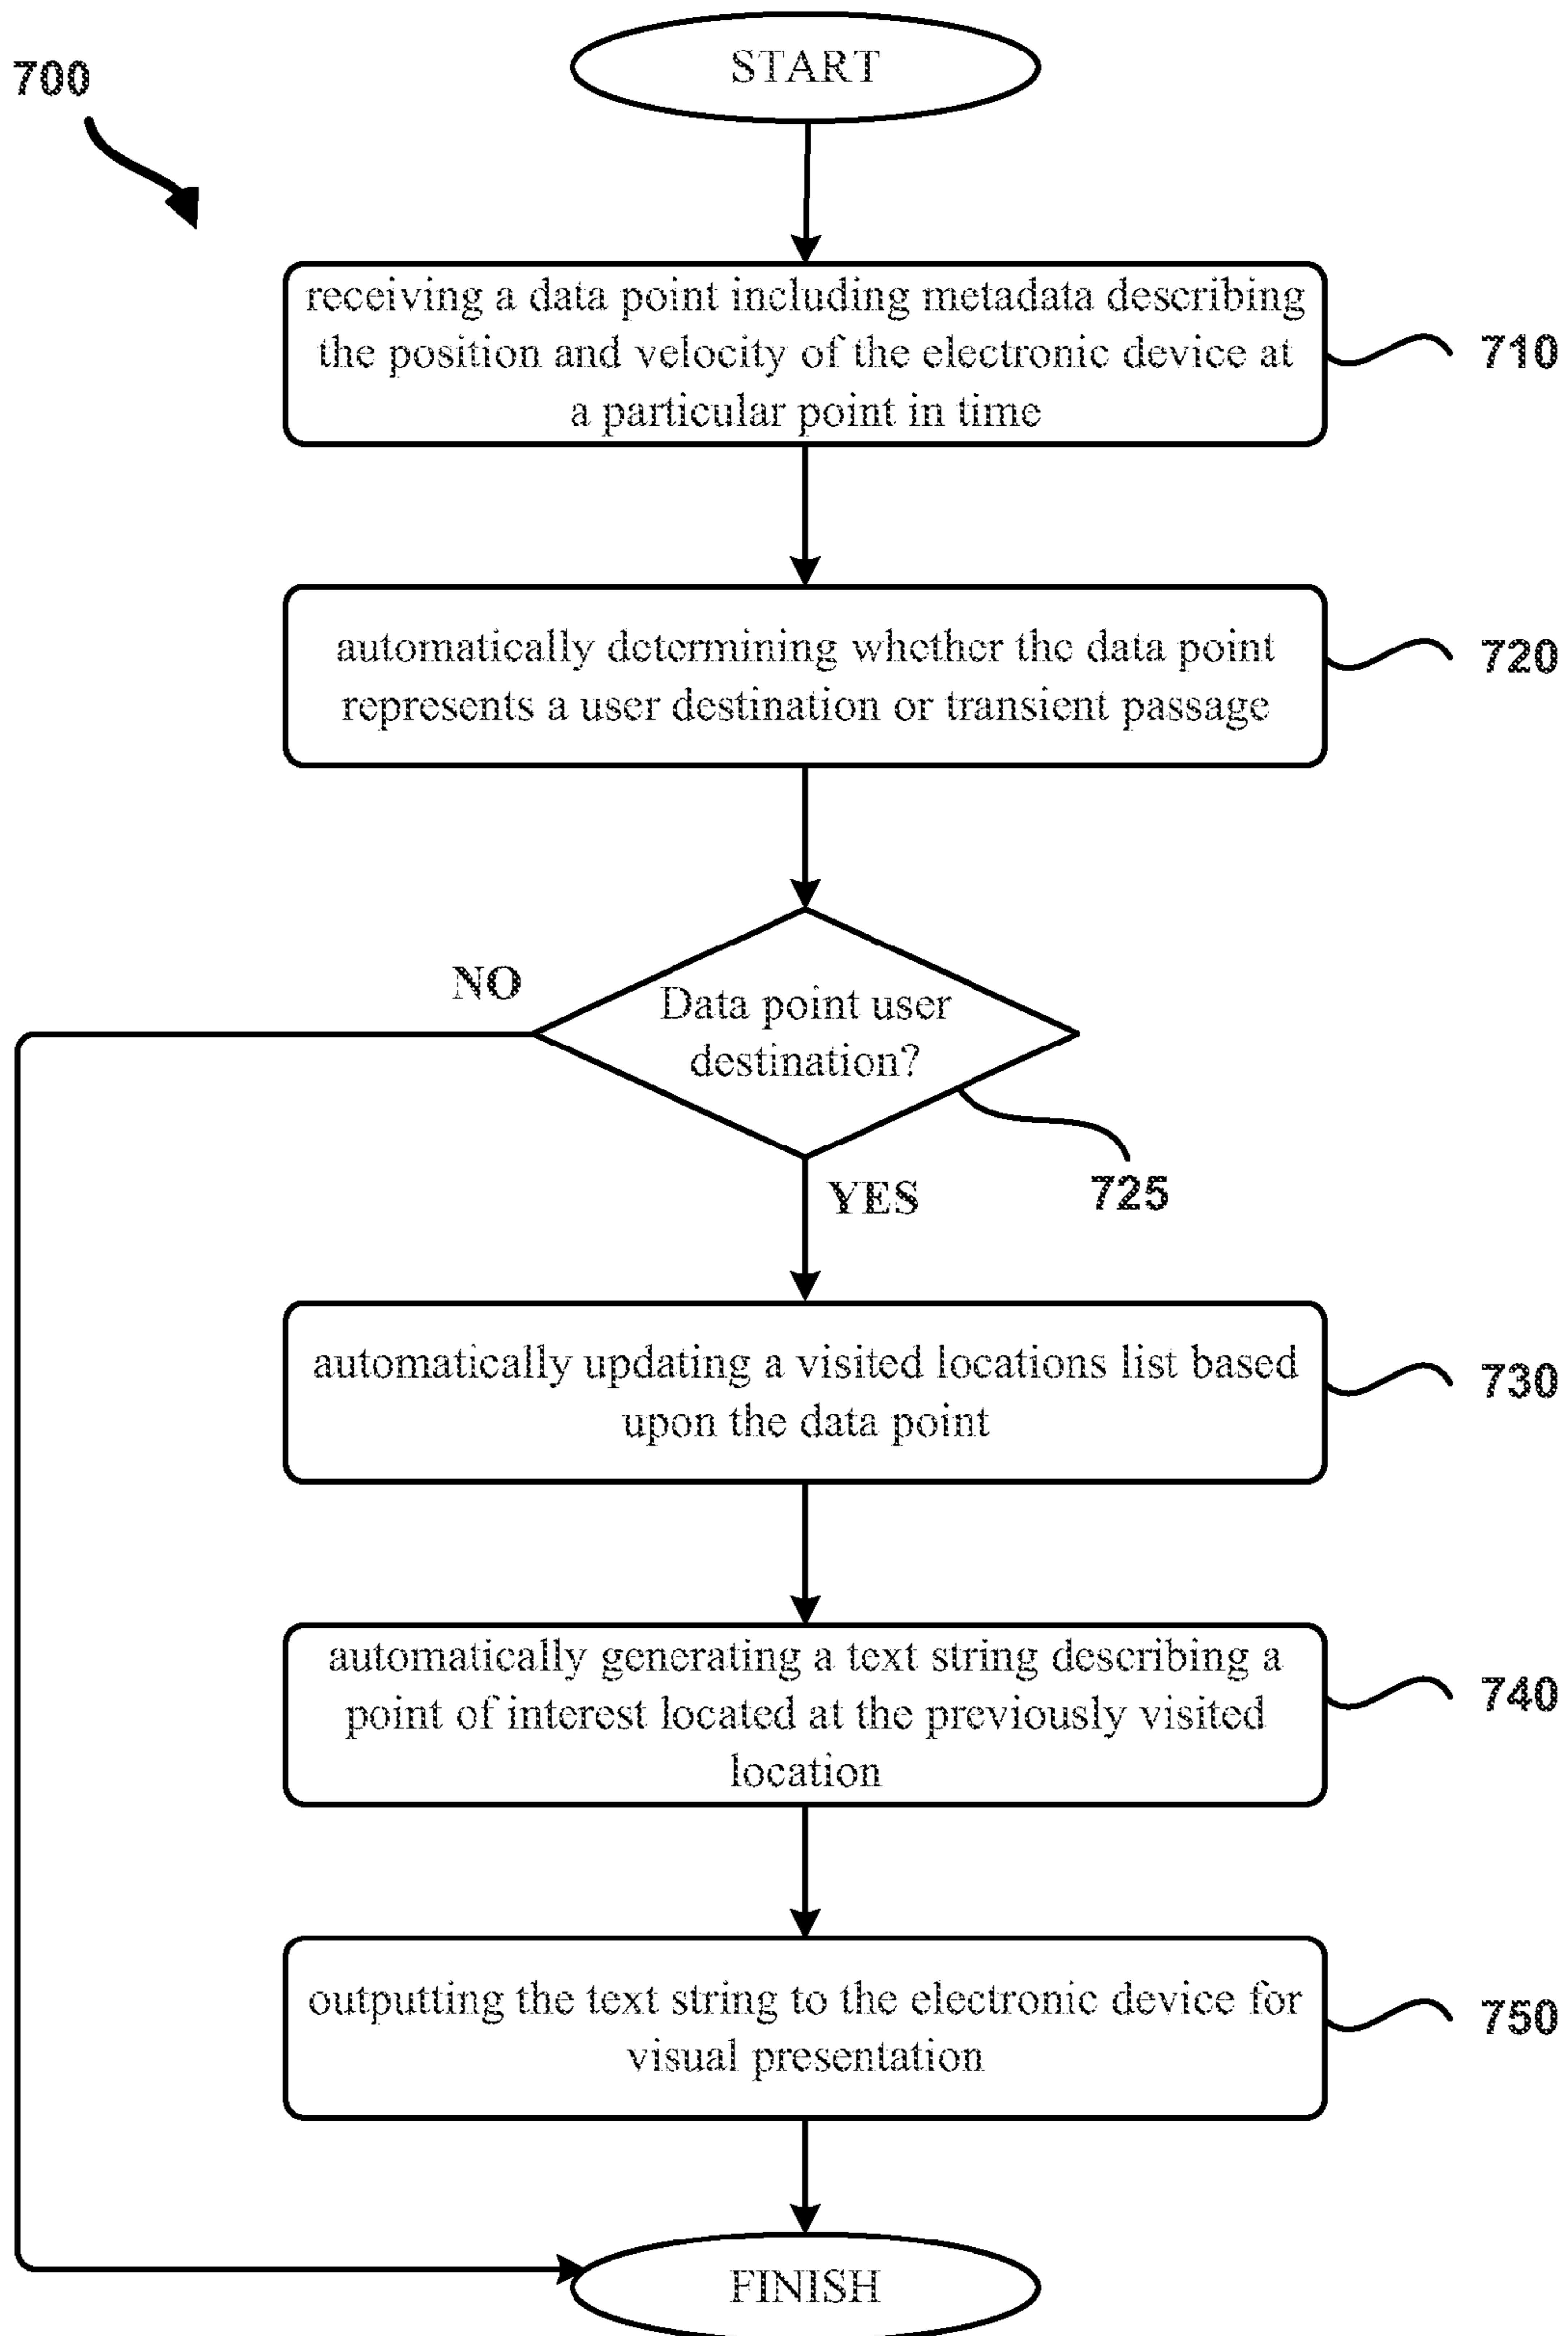 START
700
receiving a data point including metadata describing
the position and velocity of the electronic device at
a particular point in time
710
automatically determining whether the data point
represents a user destination or transient passage
720
NO
Data point user
destination?
YES
725
automatically updating a visited locations list based
upon the data point
730
automatically generating a text string describing a
point of interest located at the previously visited
location
740
outputting the text string to the electronic device for
visual presentation
750
FINISH